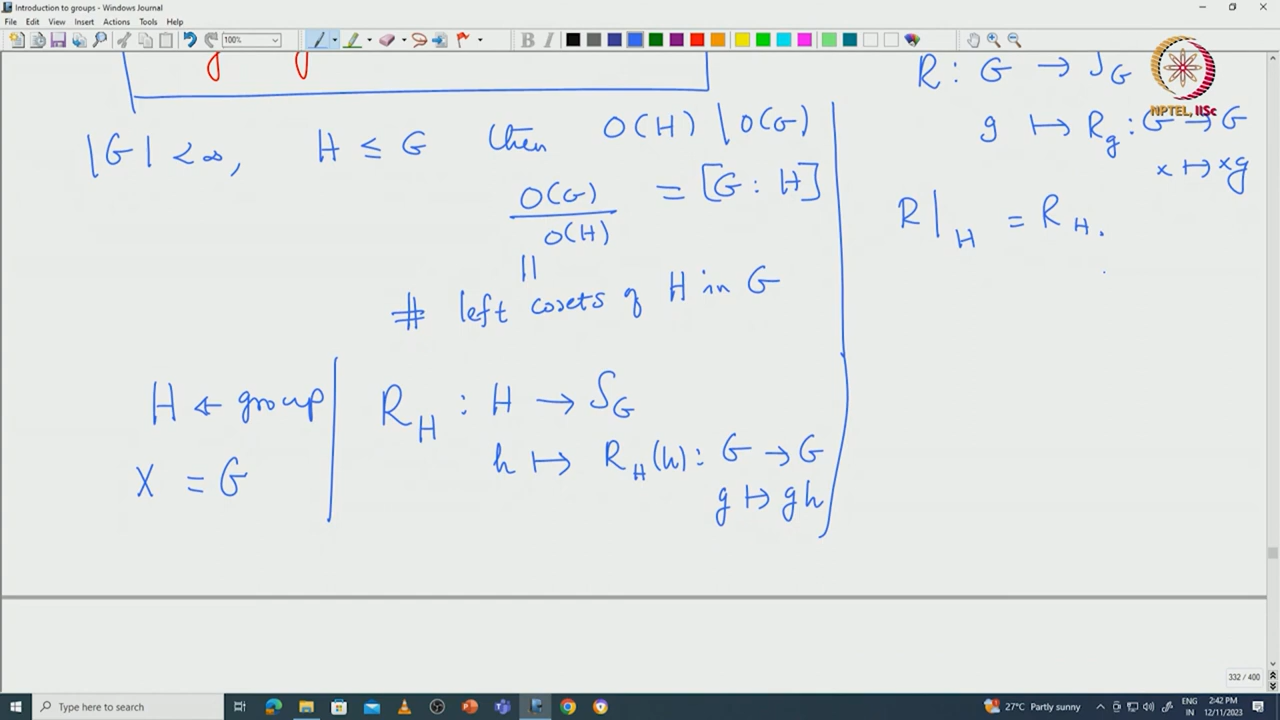 Introduction to groups - Windows Journal
File Edit View Insert Actions Tools Help
100%
B I
NPTEL, IISc
|G| < ∞, H ≤ G then O(H) | O(G)
O(G)
O(H)
= [G : H]
||
# left cosets of H in G
H ← group
X = G
R_H : H → S_G
h ↦ R_H(h) : G → G
g ↦ gh
R : G → S_G
g ↦ R_g : G → G
x ↦ xg
R|_H = R_H.
332 / 400
Type here to search
27°C Partly sunny
ENG
IN
2:42 PM
12/11/2023